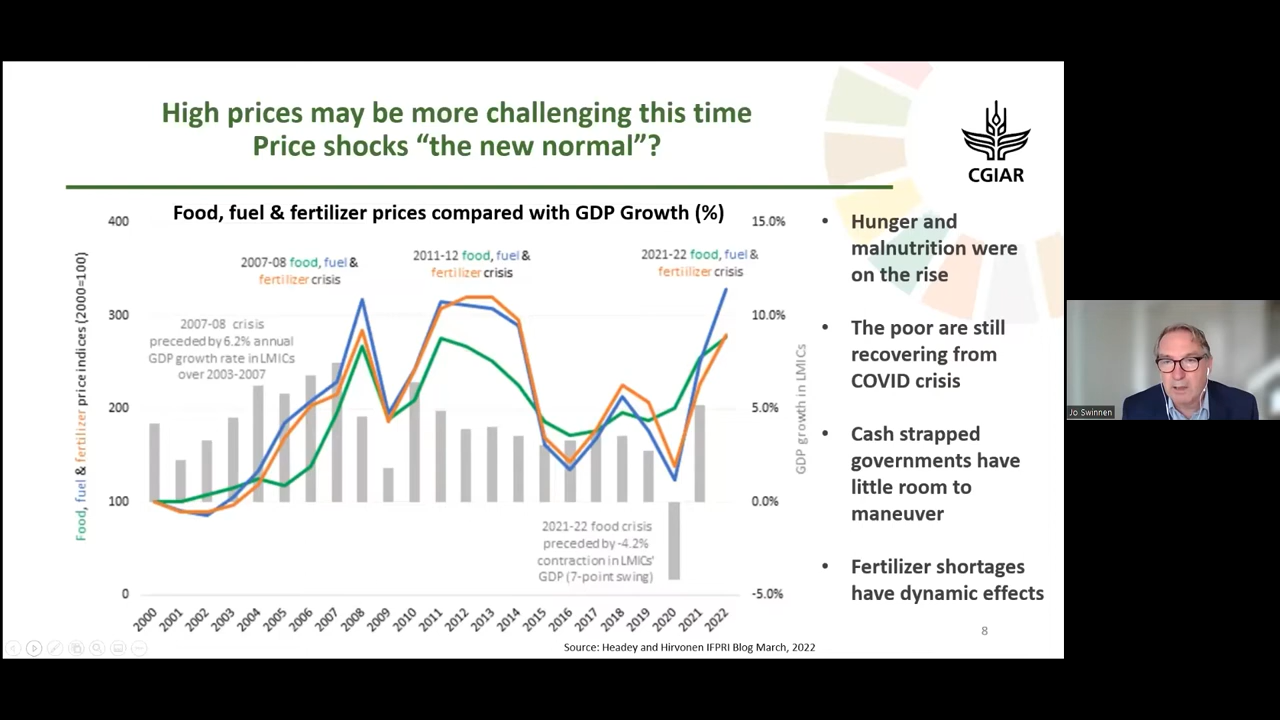 High prices may be more challenging this time
Price shocks “the new normal”?
CGIAR
Food, fuel & fertilizer prices compared with GDP Growth (%)
Food, fuel & fertilizer price indices (2000=100)
400
300
200
100
0
15.0%
10.0%
5.0%
0.0%
-5.0%
GDP growth in LMICs
2007-08 food, fuel &
fertilizer crisis
2011-12 food, fuel &
fertilizer crisis
2021-22 food, fuel &
fertilizer crisis
2007-08 crisis
preceded by 6.2% annual
GDP growth rate in LMICs
over 2003-2007
2021-22 food crisis
preceded by -4.2%
contraction in LMICs'
GDP (7-point swing)
2000 2001 2002 2003 2004 2005 2006 2007 2008 2009 2010 2011 2012 2013 2014 2015 2016 2017 2018 2019 2020 2021 2022
Source: Headey and Hirvonen IFPRI Blog March, 2022
• Hunger and
malnutrition were
on the rise
• The poor are still
recovering from
COVID crisis
• Cash strapped
governments have
little room to
maneuver
• Fertilizer shortages
have dynamic effects
8
Jo Swinnen